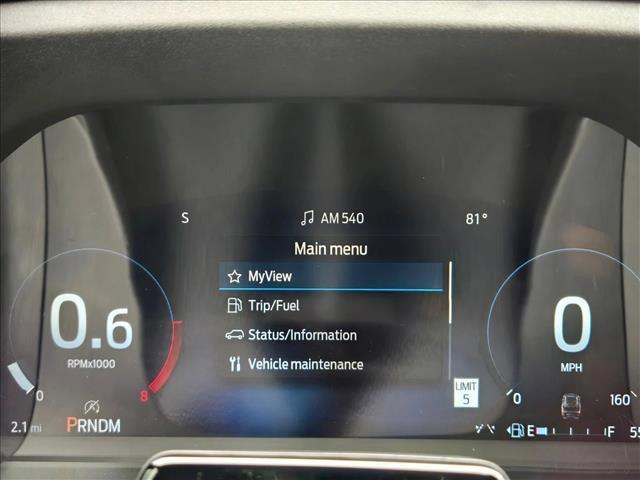 S
AM 540
81°
Main menu
MyView
Trip/Fuel
Status/Information
Vehicle maintenance
0.6
RPMx1000
0
8
2.1 mi
PRNDM
LIMIT
5
0
MPH
0
160
E
F
55